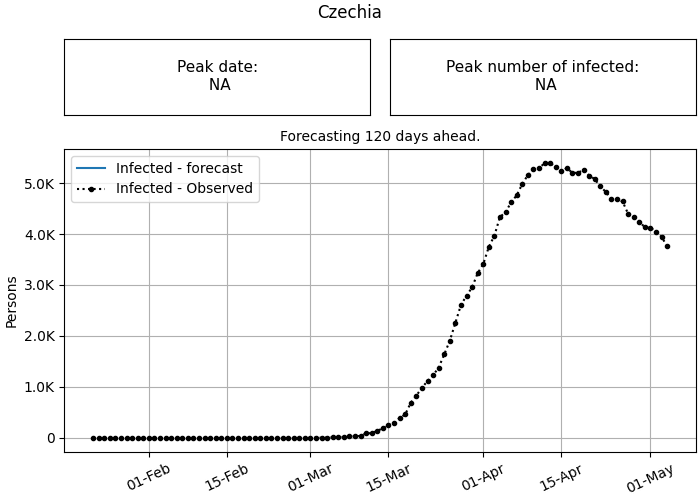 Czechia
Peak date:
NA
Peak number of infected:
NA
Forecasting 120 days ahead.
Infected - forecast
Infected - Observed
Persons
5.0K
4.0K
3.0K
2.0K
1.0K
0
01-Feb
15-Feb
01-Mar
15-Mar
01-Apr
15-Apr
01-May